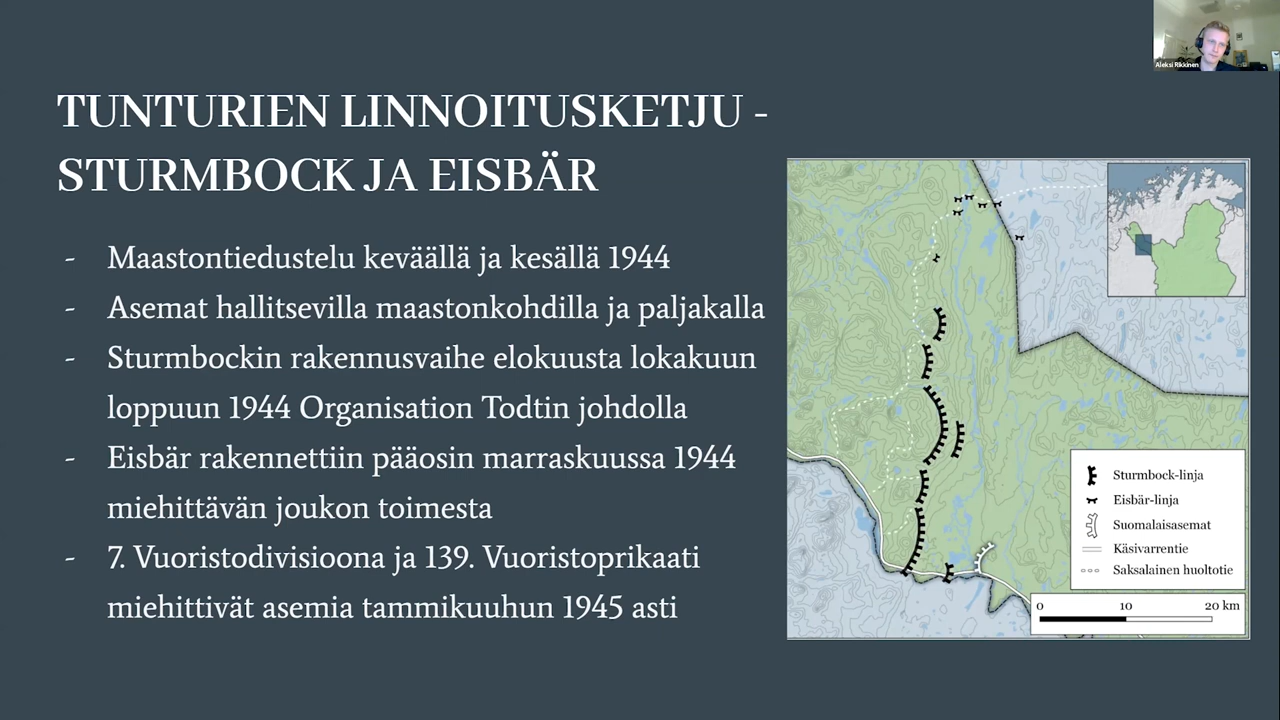 Aleksi Rikkinen
TUNTURIEN LINNOITUSKETJU -
STURMBOCK JA EISBÄR
- Maastontiedustelu keväällä ja kesällä 1944
- Asemat hallitsevilla maastonkohdilla ja paljakalla
- Sturmbockin rakennusvaihe elokuusta lokakuun
loppuun 1944 Organisation Todtin johdolla
- Eisbär rakennettiin pääosin marraskuussa 1944
miehittävän joukon toimesta
- 7. Vuoristodivisioona ja 139. Vuoristoprikaati
miehittivät asemia tammikuuhun 1945 asti
Sturmbock-linja
Eisbär-linja
Suomalaisasemat
Käsivarrentie
Saksalainen huoltotie
0 10 20 km